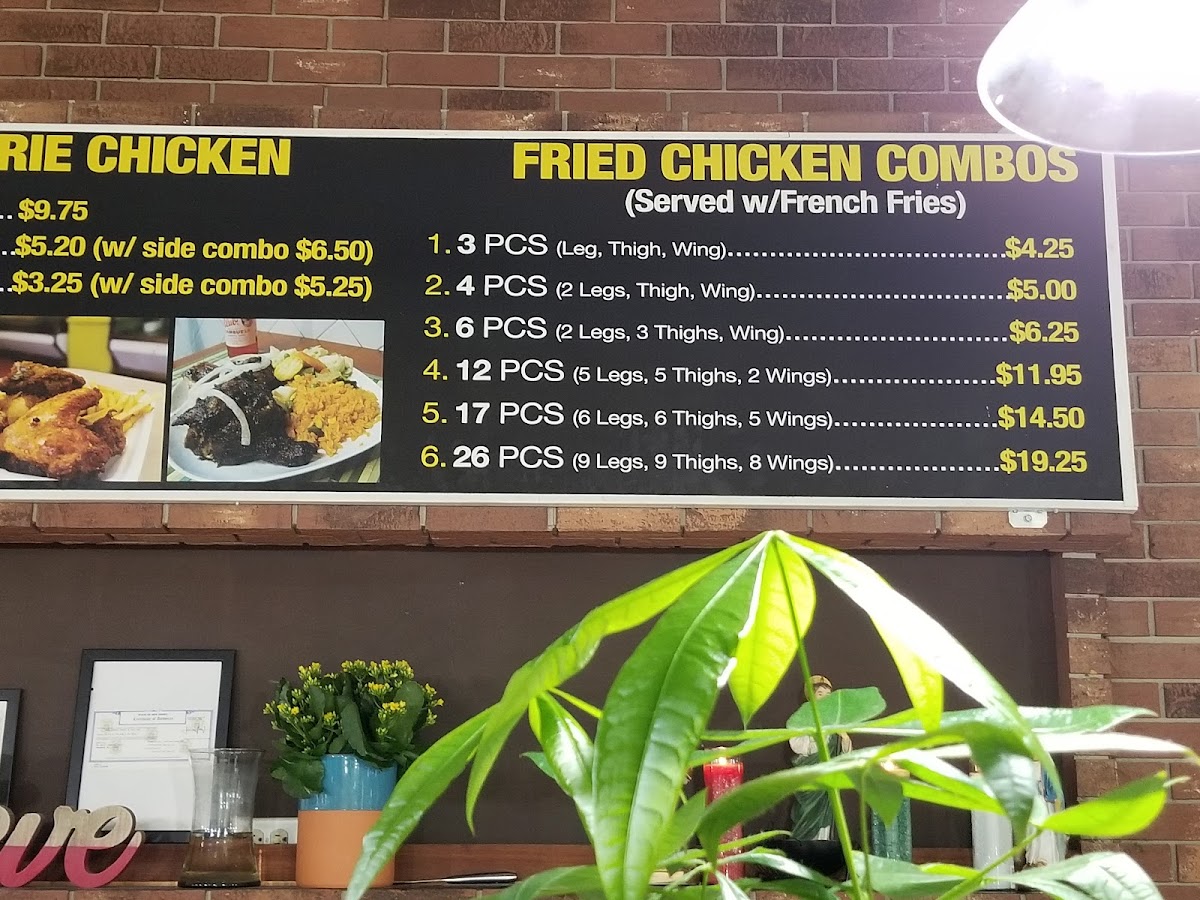 RIE CHICKEN
.. $9.75
..$5.20 (w/ side combo $6.50)
..$3.25 (w/ side combo $5.25)
FRIED CHICKEN COMBOS
(Served w/French Fries)
1. 3 PCS (Leg, Thigh, Wing)................................$4.25
2. 4 PCS (2 Legs, Thigh, Wing).............................$5.00
3. 6 PCS (2 Legs, 3 Thighs, Wing)..........................$6.25
4. 12 PCS (5 Legs, 5 Thighs, 2 Wings)...................$11.95
5. 17 PCS (6 Legs, 6 Thighs, 5 Wings)...................$14.50
6. 26 PCS (9 Legs, 9 Thighs, 8 Wings)...................$19.25
ve